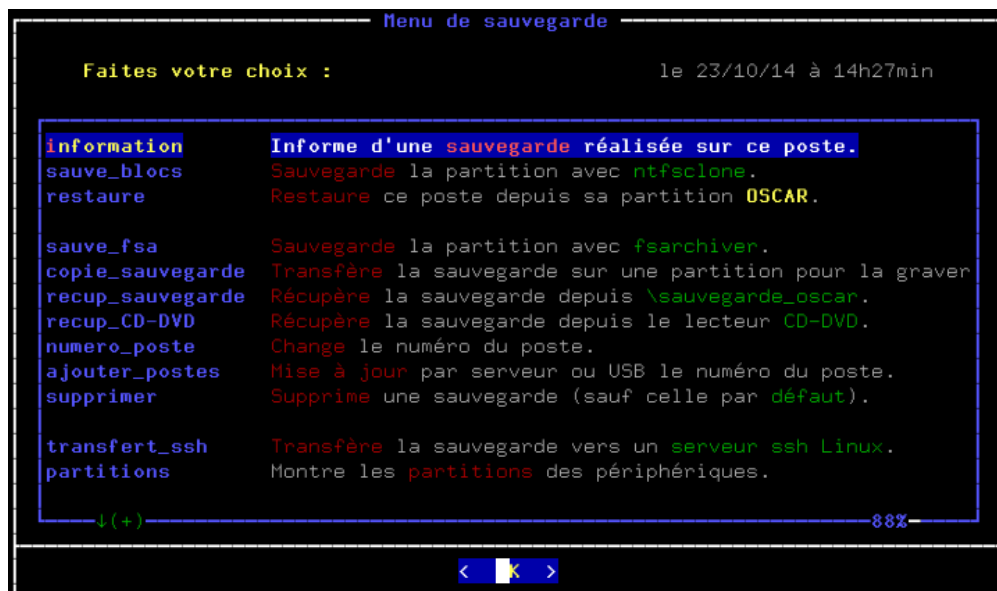 Menu de sauvegarde
Faites votre choix : le 23/10/14 à 14h27min
information Informe d'une sauvegarde réalisée sur ce poste.
sauve_blocs Sauvegarde la partition avec ntfsclone.
restaure Restaure ce poste depuis sa partition OSCAR.
sauve_fsa Sauvegarde la partition avec fsarchiver.
copie_sauvegarde Transfère la sauvegarde sur une partition pour la graver
recup_sauvegarde Récupère la sauvegarde depuis \sauvegarde_oscar.
recup_CD-DVD Récupère la sauvegarde depuis le lecteur CD-DVD.
numero_poste Change le numéro du poste.
ajouter_postes Mise à jour par serveur ou USB le numéro du poste.
supprimer Supprime une sauvegarde (sauf celle par défaut).
transfert_ssh Transfère la sauvegarde vers un serveur ssh Linux.
partitions Montre les partitions des périphériques.
↓(+) 88%
< K >